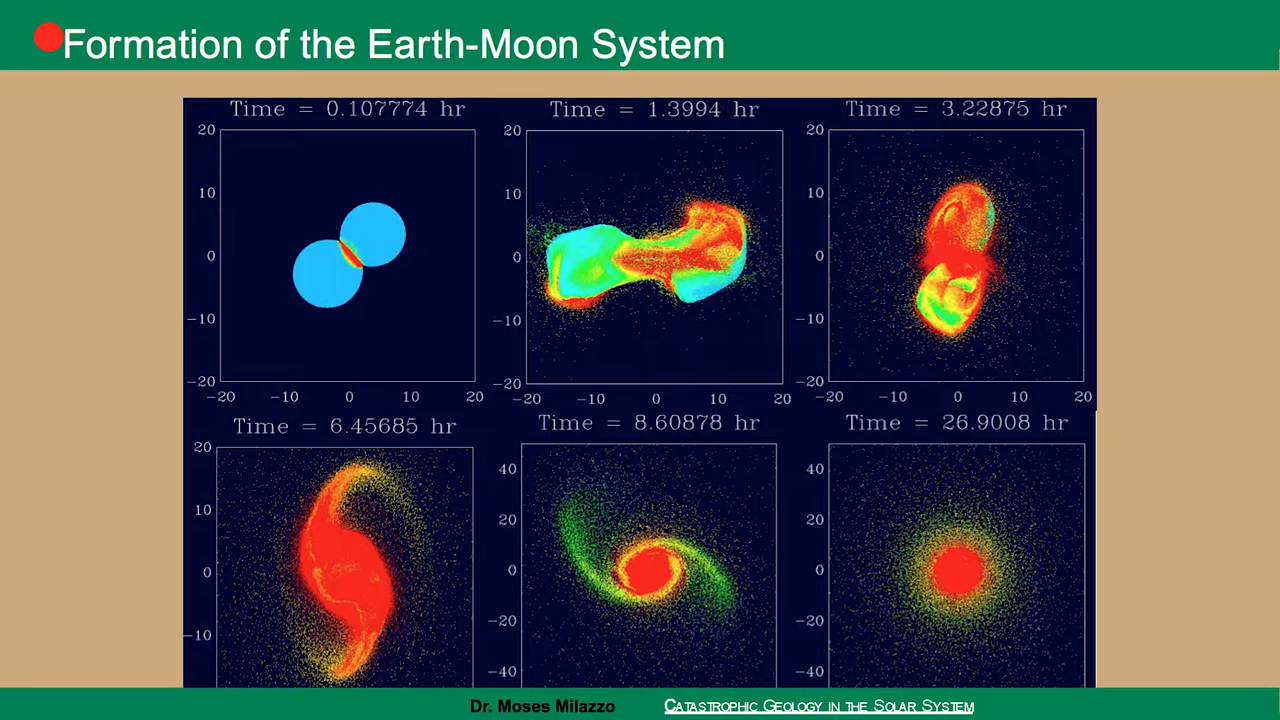 Formation of the Earth-Moon System
Time = 0.107774 hr
20
10
0
−10
−20
−20 −10 0 10 20
Time = 1.3994 hr
20
10
0
−10
−20
−20 −10 0 10 20
Time = 3.22875 hr
20
10
0
−10
−20
−20 −10 0 10 20
Time = 6.45685 hr
20
10
0
−10
Time = 8.60878 hr
40
20
0
−20
−40
Time = 26.9008 hr
40
20
0
−20
−40
Dr. Moses Milazzo
CATASTROPHIC GEOLOGY IN THE SOLAR SYSTEM